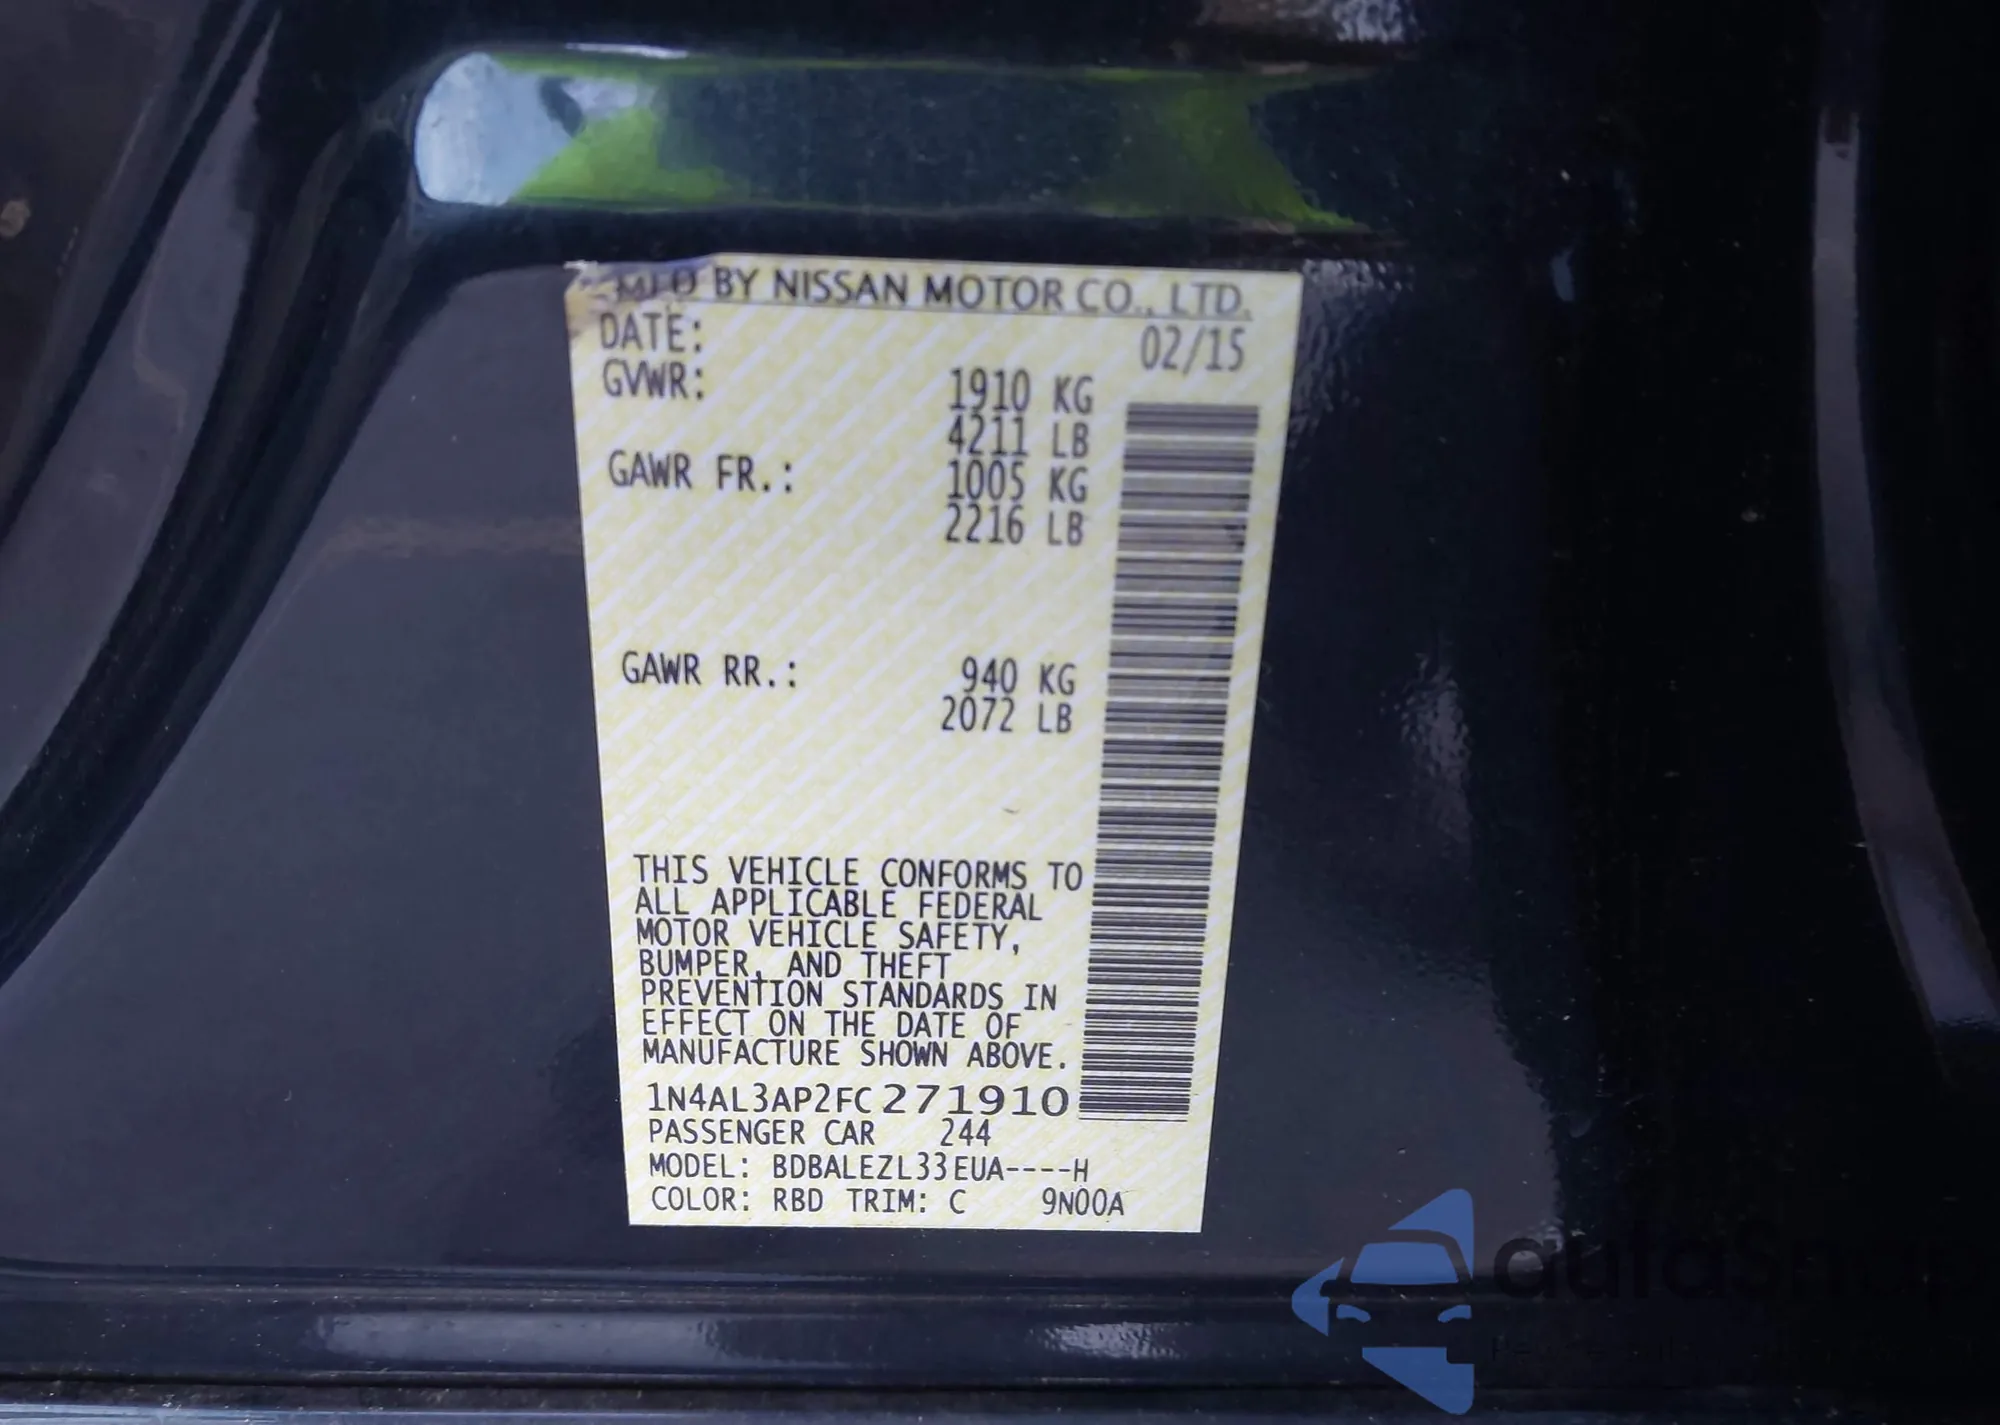 MFD BY NISSAN MOTOR CO., LTD.
DATE: 02/15
GVWR: 1910 KG
4211 LB
GAWR FR.: 1005 KG
2216 LB
GAWR RR.: 940 KG
2072 LB
THIS VEHICLE CONFORMS TO
ALL APPLICABLE FEDERAL
MOTOR VEHICLE SAFETY,
BUMPER, AND THEFT
PREVENTION STANDARDS IN
EFFECT ON THE DATE OF
MANUFACTURE SHOWN ABOVE.
1N4AL3AP2FC271910
PASSENGER CAR 244
MODEL: BDBALEZL33EUA----H
COLOR: RBD TRIM: C 9N00A